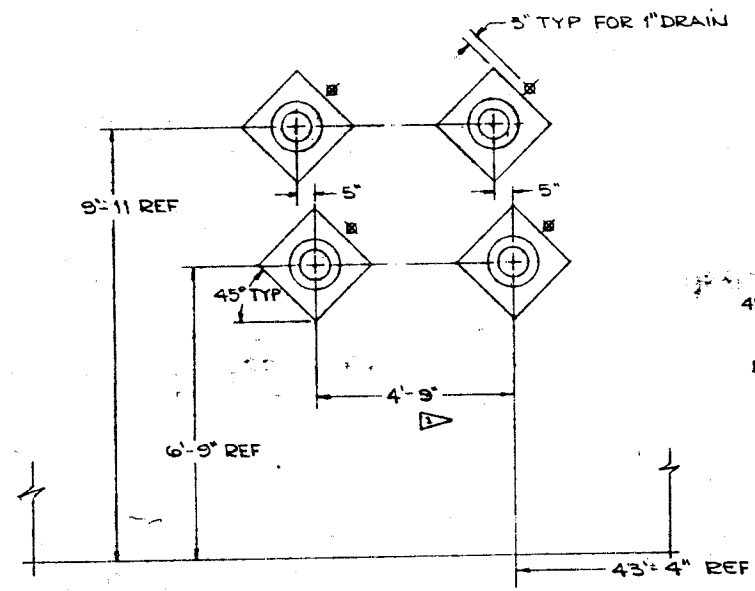 3" TYP FOR 1" DRAIN
5"
5"
9'-11 REF
45° TYP
4'-9"
6'-9" REF
43'-4" REF